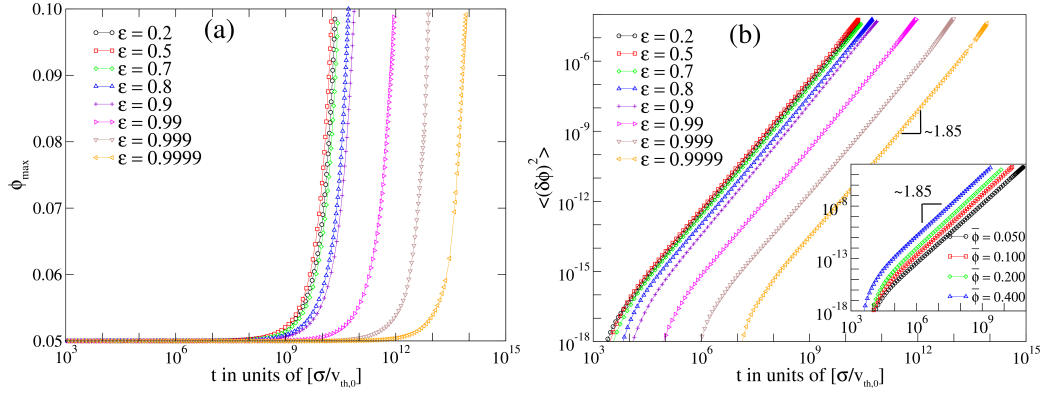 (a)
ε = 0.2
ε = 0.5
ε = 0.7
ε = 0.8
ε = 0.9
ε = 0.99
ε = 0.999
ε = 0.9999
0.10
0.09
0.08
0.07
0.06
0.05
ϕmax
10^3
10^6
10^9
10^12
10^15
t in units of [σ/v_th,0]
(b)
ε = 0.2
ε = 0.5
ε = 0.7
ε = 0.8
ε = 0.9
ε = 0.99
ε = 0.999
ε = 0.9999
~1.85
10^-6
10^-9
10^-12
10^-15
10^-18
<(δϕ)^2>
10^3
10^6
10^9
10^12
10^15
t in units of [σ/v_th,0]
~1.85
10^-8
10^-13
10^-18
ϕ̄ = 0.050
ϕ̄ = 0.100
ϕ̄ = 0.200
ϕ̄ = 0.400
10^3
10^6
10^9